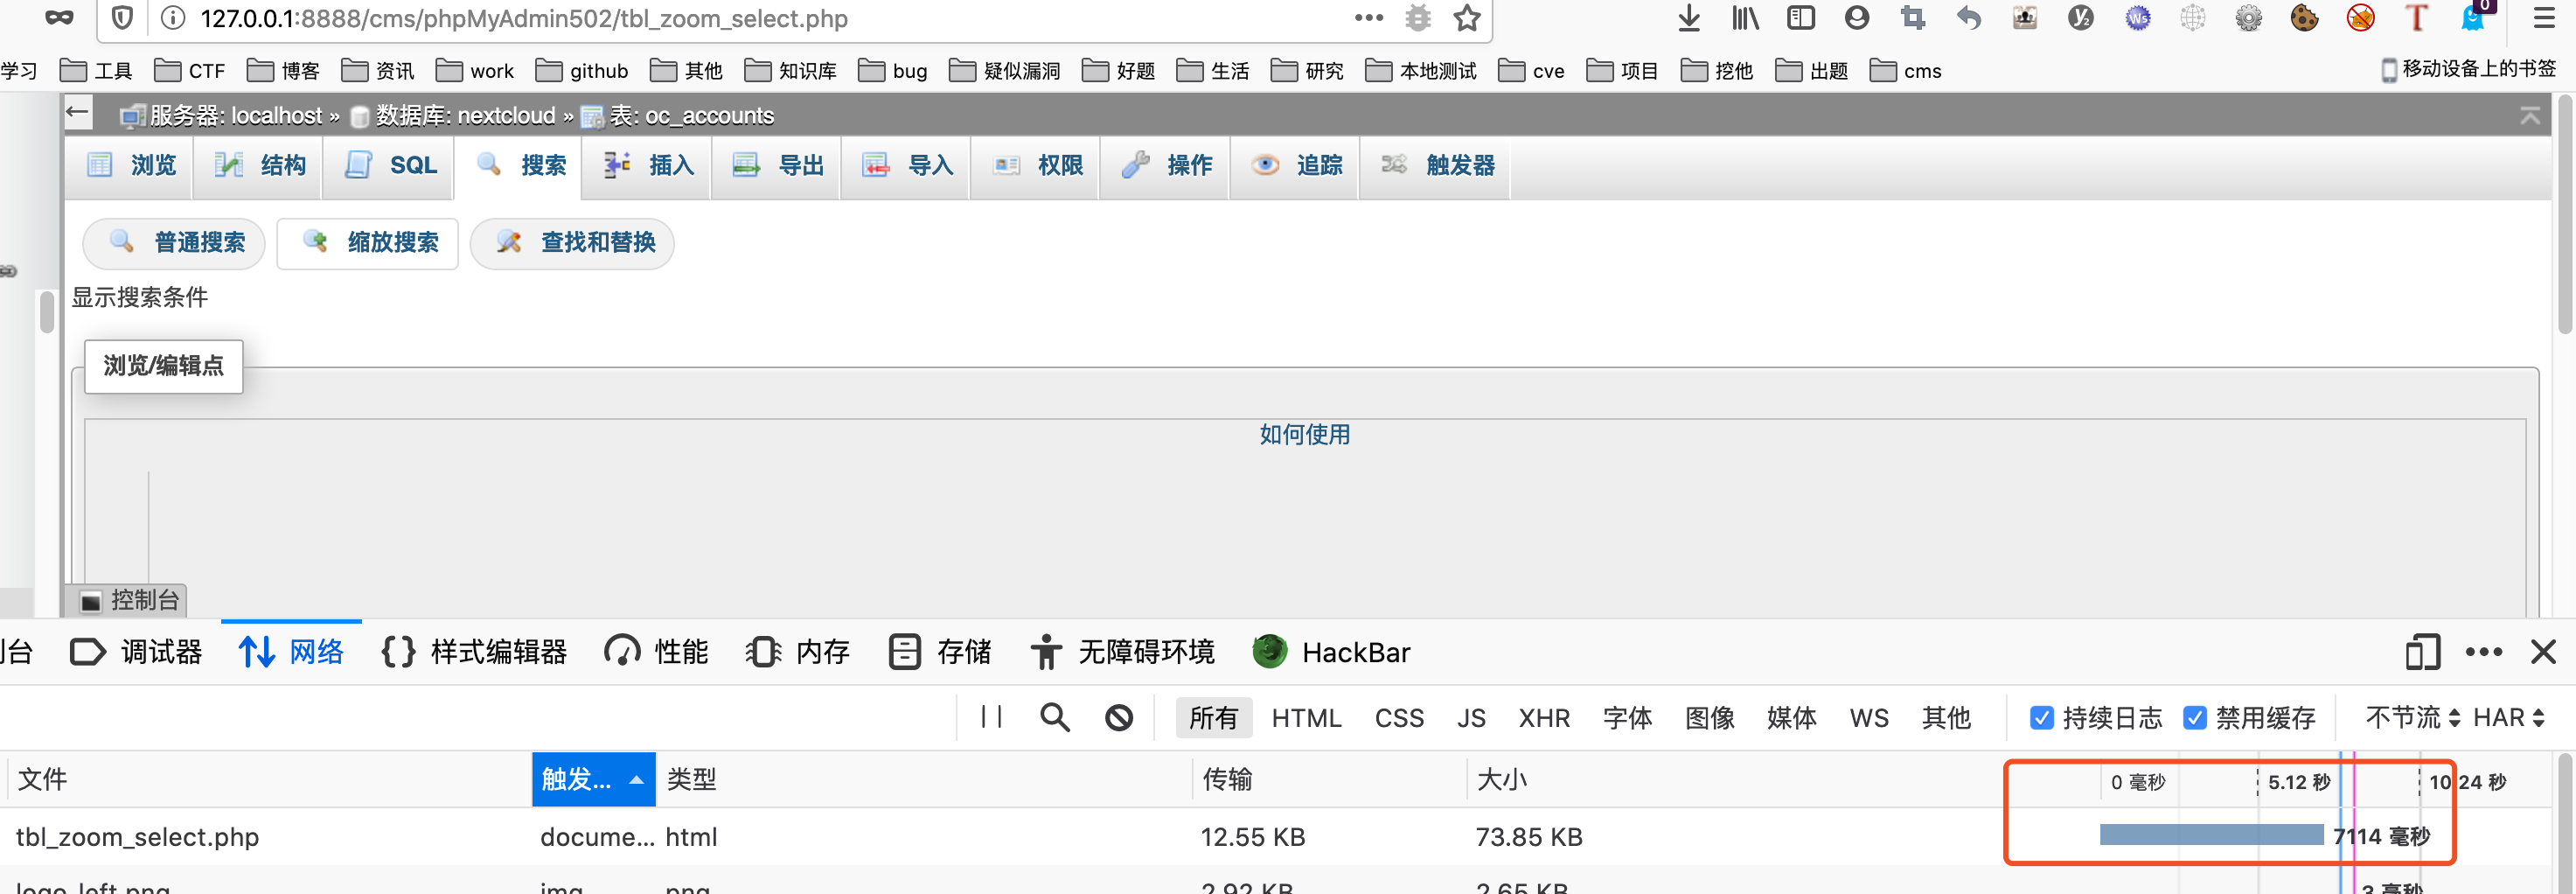 127.0.0.1:8888/cms/phpMyAdmin502/tbl_zoom_select.php
0
学习 工具 CTF 博客 资讯 work github 其他 知识库 bug 疑似漏洞 好题 生活 研究 本地测试 cve 项目 挖他 出题 cms 移动设备上的书签
服务器: localhost » 数据库: nextcloud » 表: oc_accounts
浏览 结构 SQL 搜索 插入 导出 导入 权限 操作 追踪 触发器
普通搜索 缩放搜索 查找和替换
显示搜索条件
浏览/编辑点
如何使用
控制台
台 调试器 网络 样式编辑器 性能 内存 存储 无障碍环境 HackBar
所有 HTML CSS JS XHR 字体 图像 媒体 WS 其他 持续日志 禁用缓存 不节流 HAR
文件 触发... 类型 传输 大小 0 毫秒 5.12 秒 10.24 秒
tbl_zoom_select.php docume... html 12.55 KB 73.85 KB 7114 毫秒
logo_left.png img png 2.92 KB 2.65 KB 3 毫秒